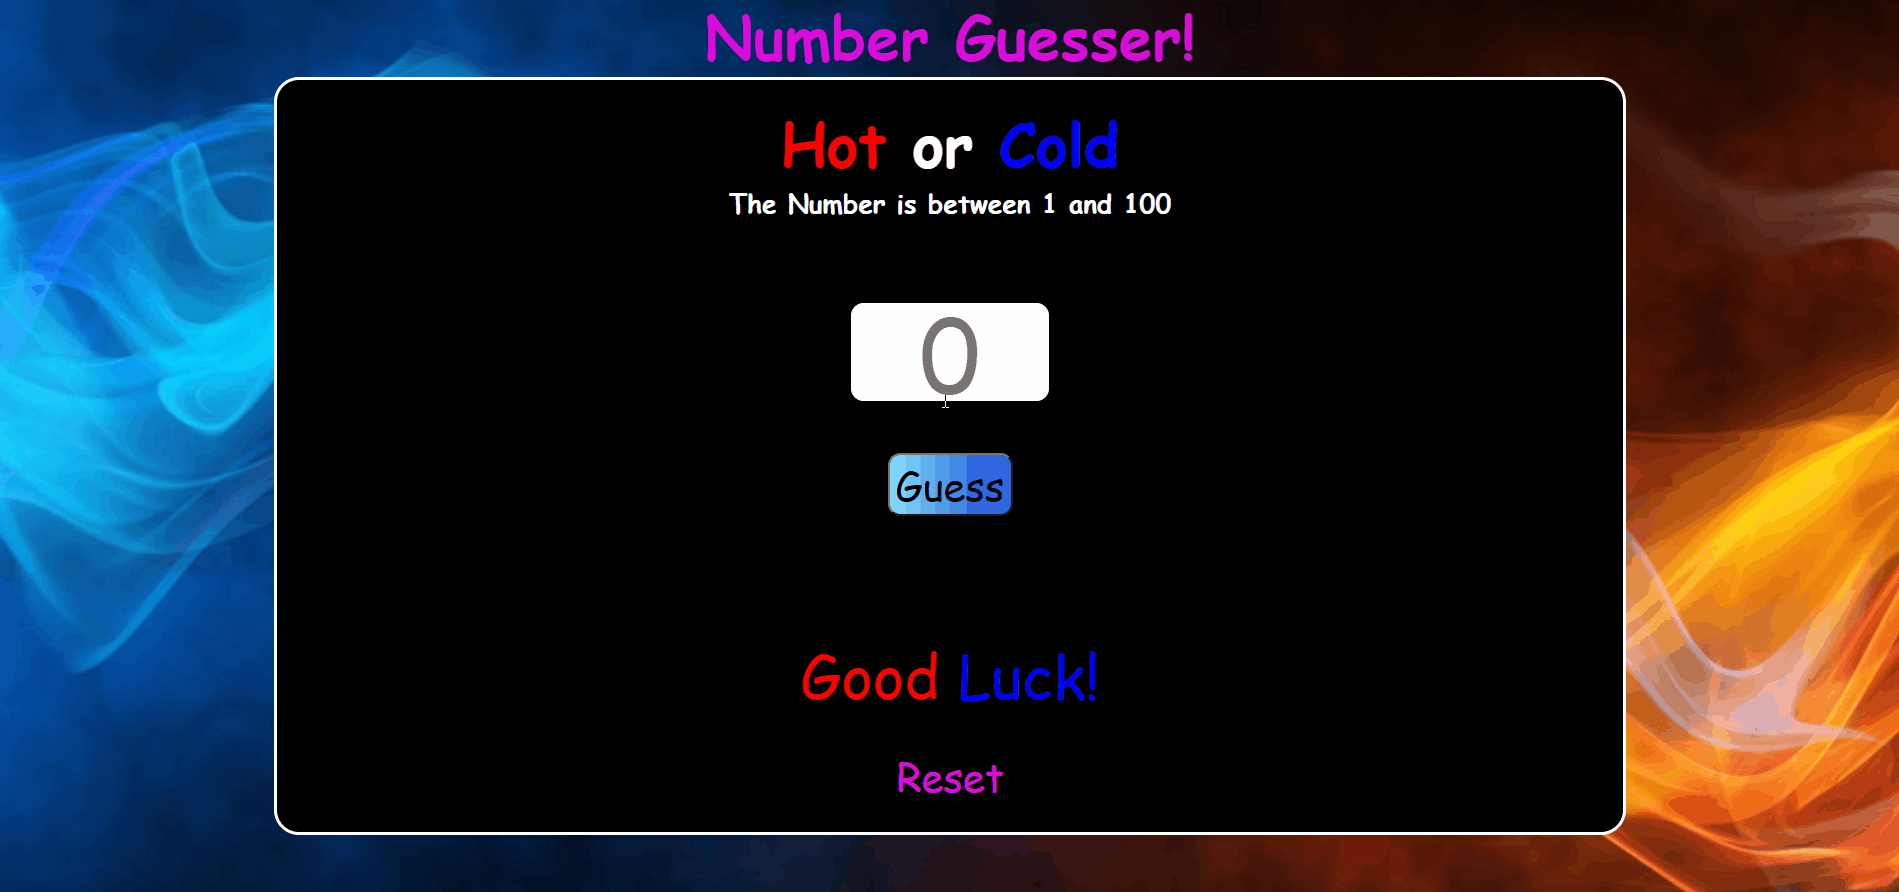 Number Guesser!
Hot or Cold
The Number is between 1 and 100
0
Guess
Good Luck!
Reset